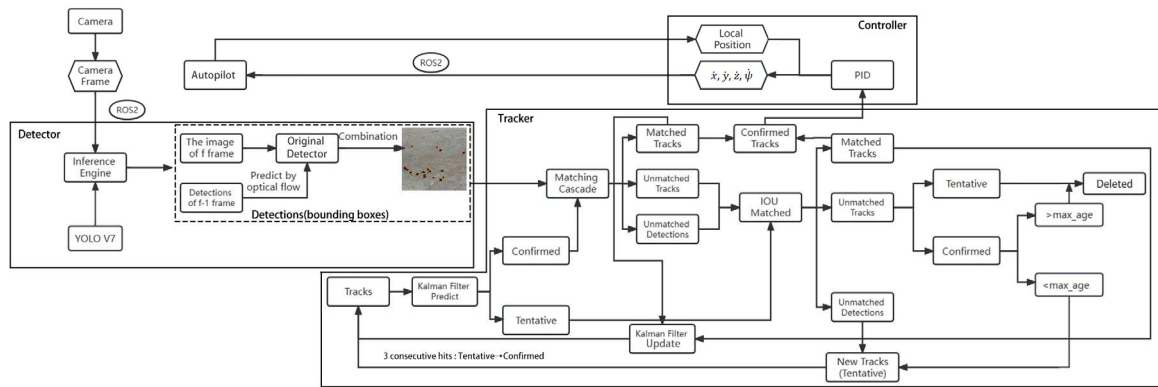 Camera
Camera
Frame
ROS2
Autopilot
ROS2
Controller
Local
Position
ẋ, ẏ, ż, ψ̇
PID
Detector
Inference
Engine
YOLO V7
The image
of f frame
Original
Detector
Combination
Predict by
optical flow
Detections
of f-1 frame
Detections(bounding boxes)
Tracker
Matching
Cascade
Matched
Tracks
Confirmed
Tracks
Unmatched
Tracks
Unmatched
Detections
IOU
Matched
Matched
Tracks
Unmatched
Tracks
Unmatched
Detections
Tentative
Deleted
>max_age
Confirmed
<max_age
Tracks
Kalman Filter
Predict
Confirmed
Tentative
Kalman Filter
Update
3 consecutive hits : Tentative→Confirmed
New Tracks
(Tentative)